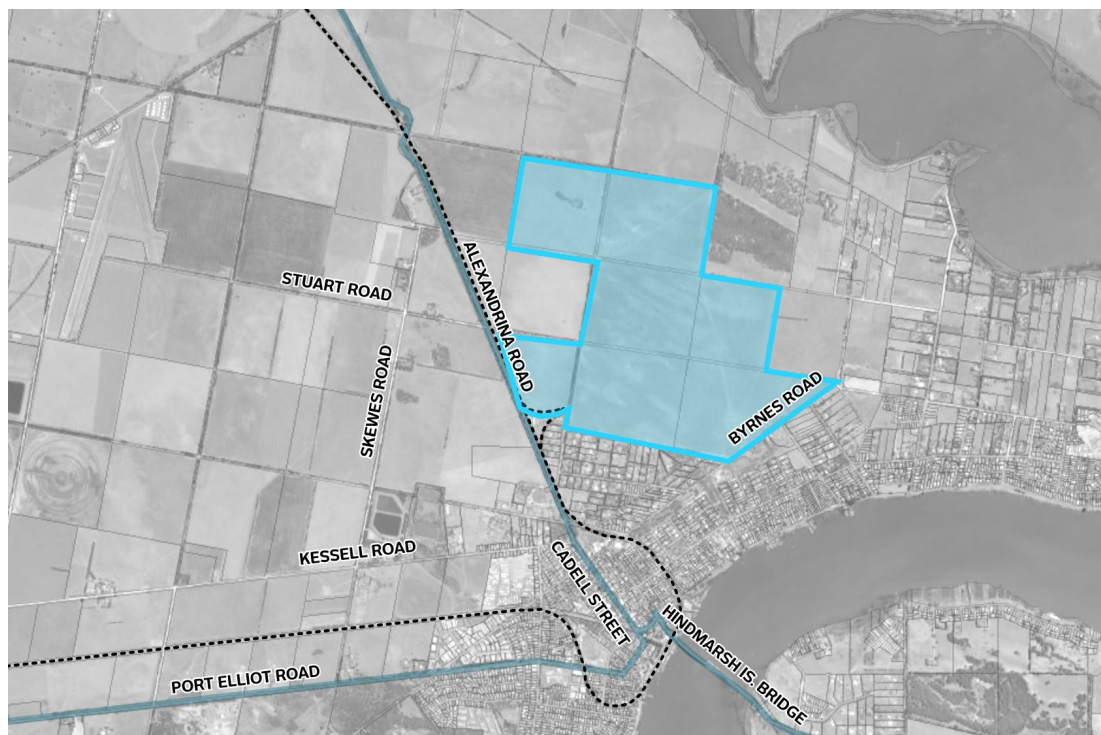 ALEXANDRINA ROAD
STUART ROAD
SKEWES ROAD
BYRNES ROAD
KESSELL ROAD
CADELL STREET
HINDMARSH IS. BRIDGE
PORT ELLIOT ROAD